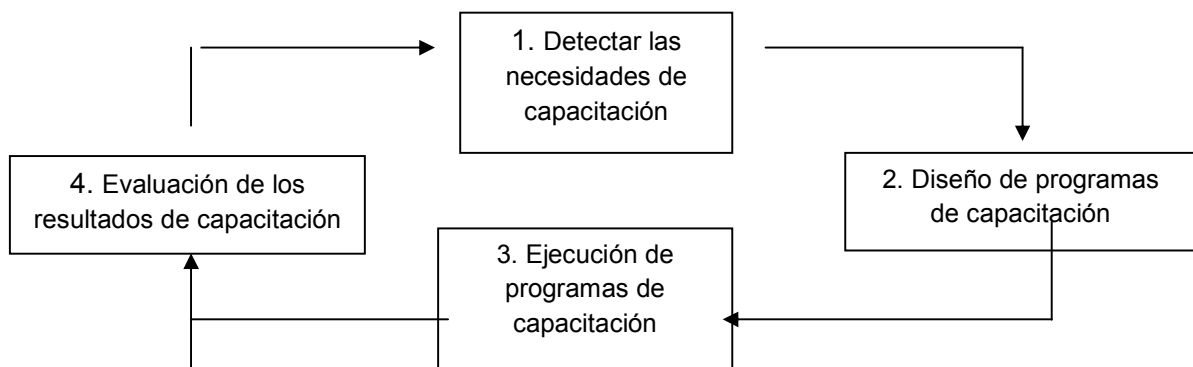 1. Detectar las
necesidades de
capacitación
2. Diseño de programas
de capacitación
3. Ejecución de
programas de
capacitación
4. Evaluación de los
resultados de capacitación